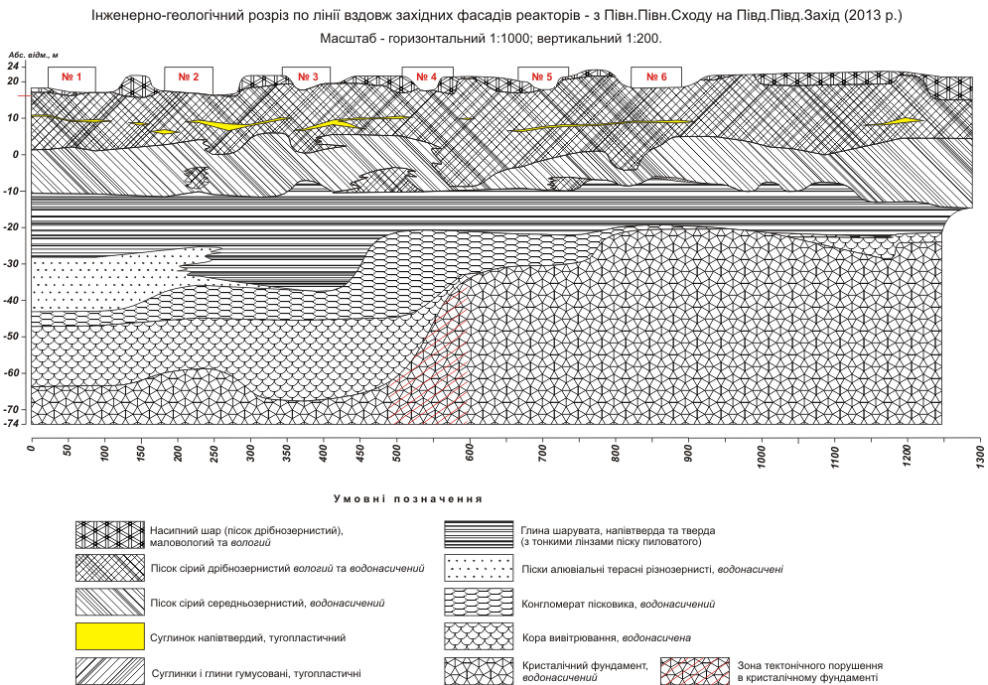 Інженерно-геологічний розріз по лінії вздовж західних фасадів реакторів - з Півн.Півн.Сходу на Півд.Півд.Захід (2013 р.)
Масштаб - горизонтальний 1:1000; вертикальний 1:200.
Абс. відм., м
24
20
10
0
-10
-20
-30
-40
-50
-60
-70
-74
№ 1
№ 2
№ 3
№ 4
№ 5
№ 6
0
50
100
150
200
250
300
350
400
450
500
600
700
800
900
1000
1100
1200
1300
Умовні позначення
Насипний шар (пісок дрібнозернистий),
маловологий та вологий
Пісок сірий дрібнозернистий вологий та водонасичений
Пісок сірий середньозернистий, водонасичений
Суглинок напівтвердий, тугопластичний
Суглинки і глини гумусовані, тугопластичні
Глина шарувата, напівтверда та тверда
(з тонкими лінзами піску пиловатого)
Піски алювіальні терасні різнозернисті, водонасичені
Конгломерат пісковика, водонасичений
Кора вивітрювання, водонасичена
Кристалічний фундамент,
водонасичений
Зона тектонічного порушення
в кристалічному фундаменті